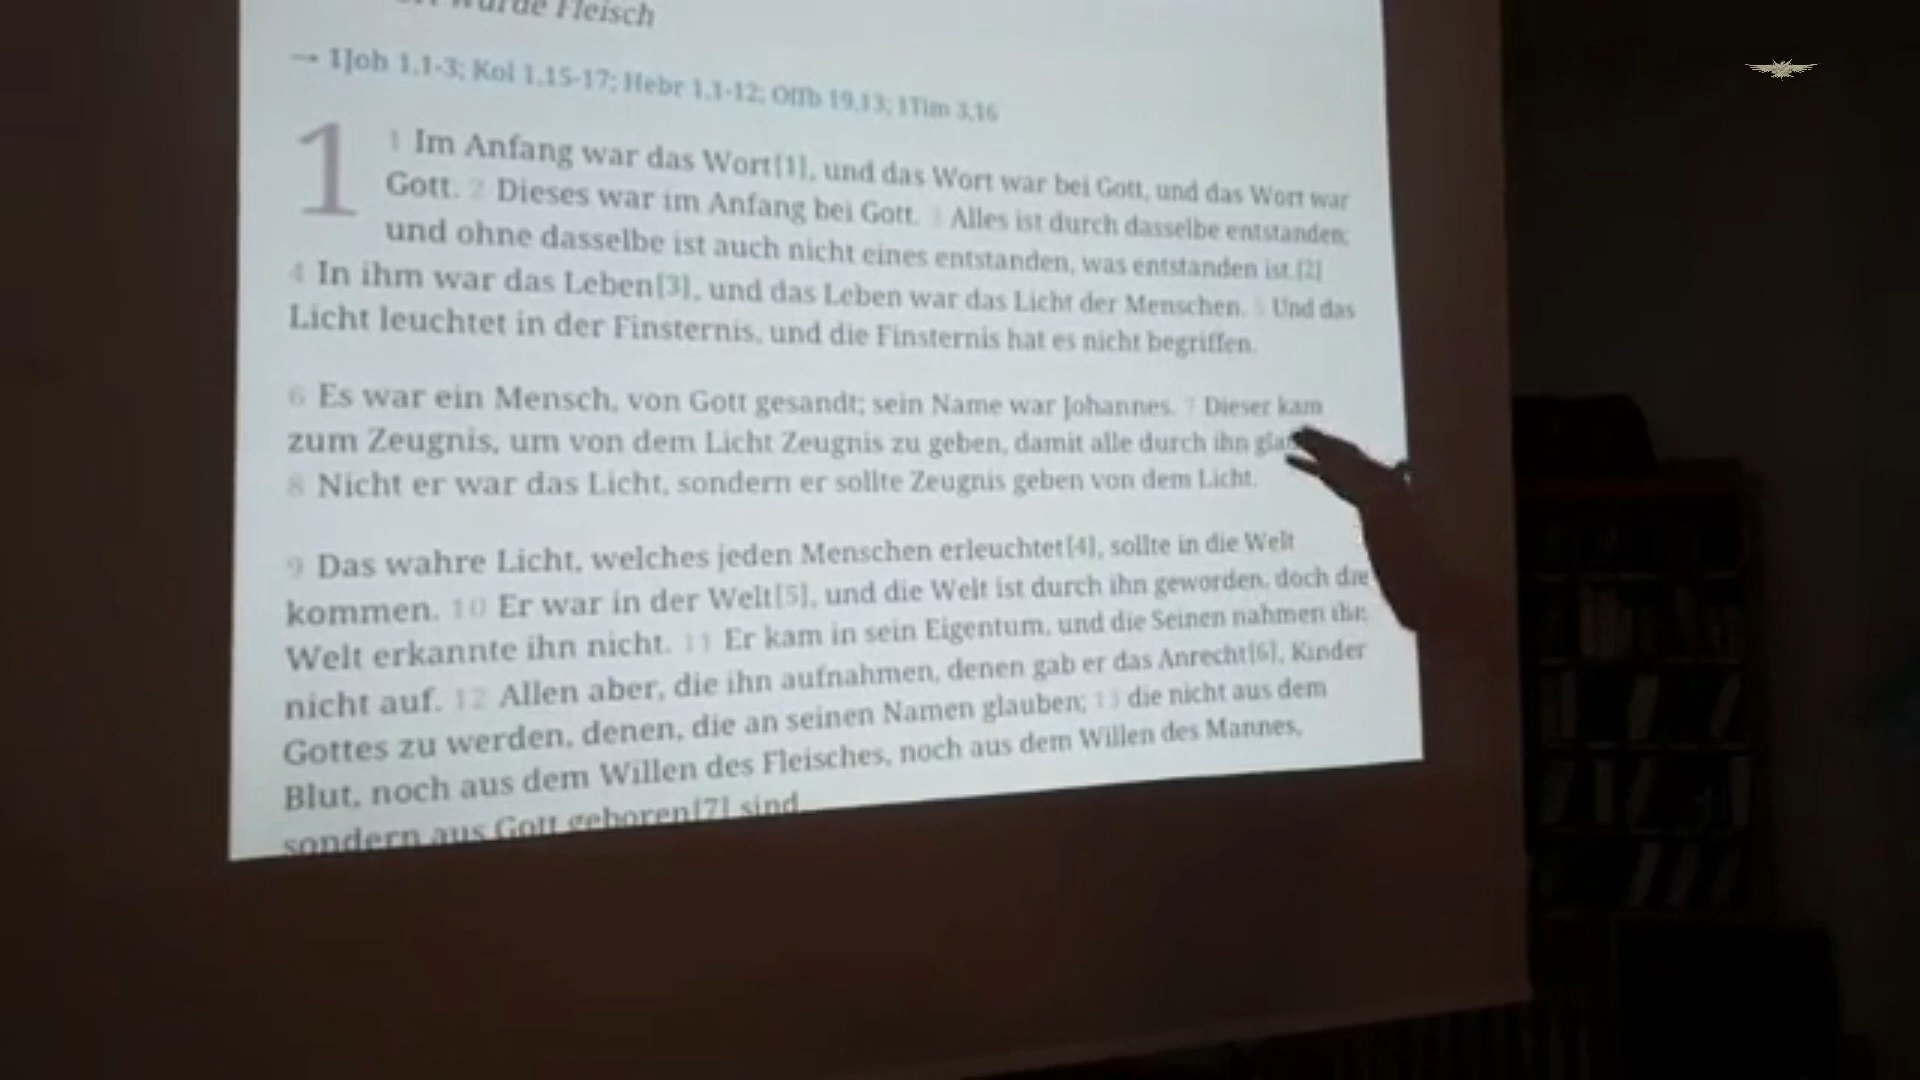 wurde Fleisch
→ 1Joh 1,1-3; Kol 1,15-17; Hebr 1,1-12; Offb 19,13; 1Tim 3,16
1
1 Im Anfang war das Wort[1], und das Wort war bei Gott, und das Wort war
Gott. 2 Dieses war im Anfang bei Gott. 3 Alles ist durch dasselbe entstanden;
und ohne dasselbe ist auch nicht eines entstanden, was entstanden ist.[2]
4 In ihm war das Leben[3], und das Leben war das Licht der Menschen. 5 Und das
Licht leuchtet in der Finsternis, und die Finsternis hat es nicht begriffen.
6 Es war ein Mensch, von Gott gesandt; sein Name war Johannes. 7 Dieser kam
zum Zeugnis, um von dem Licht Zeugnis zu geben, damit alle durch ihn
8 Nicht er war das Licht, sondern er sollte Zeugnis geben von dem Licht.
9 Das wahre Licht, welches jeden Menschen erleuchtet[4], sollte in die Welt
kommen. 10 Er war in der Welt[5], und die Welt ist durch ihn geworden, doch die
Welt erkannte ihn nicht. 11 Er kam in sein Eigentum, und die Seinen nahmen ihn
nicht auf. 12 Allen aber, die ihn aufnahmen, denen gab er das Anrecht[6], Kinder
Gottes zu werden, denen, die an seinen Namen glauben; 13 die nicht aus dem
Blut, noch aus dem Willen des Fleisches, noch aus dem Willen des Mannes,
sondern aus Gott geboren[7] sind.